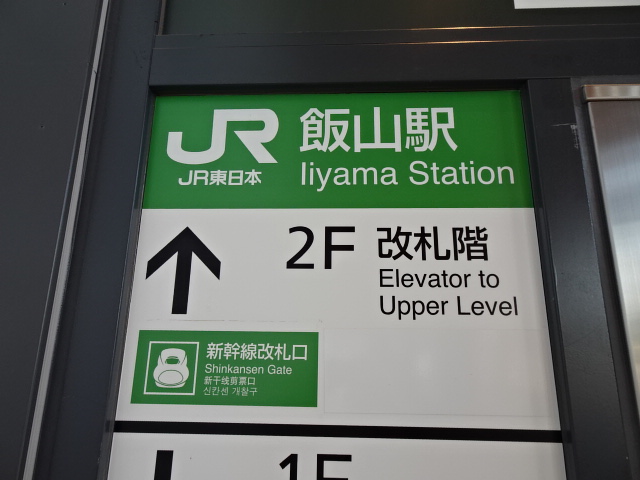 JR 飯山駅
JR東日本 Iiyama Station
2F 改札階
Elevator to
Upper Level
新幹線改札口
Shinkansen Gate
新干线剪票口
신칸센 개찰구
1F